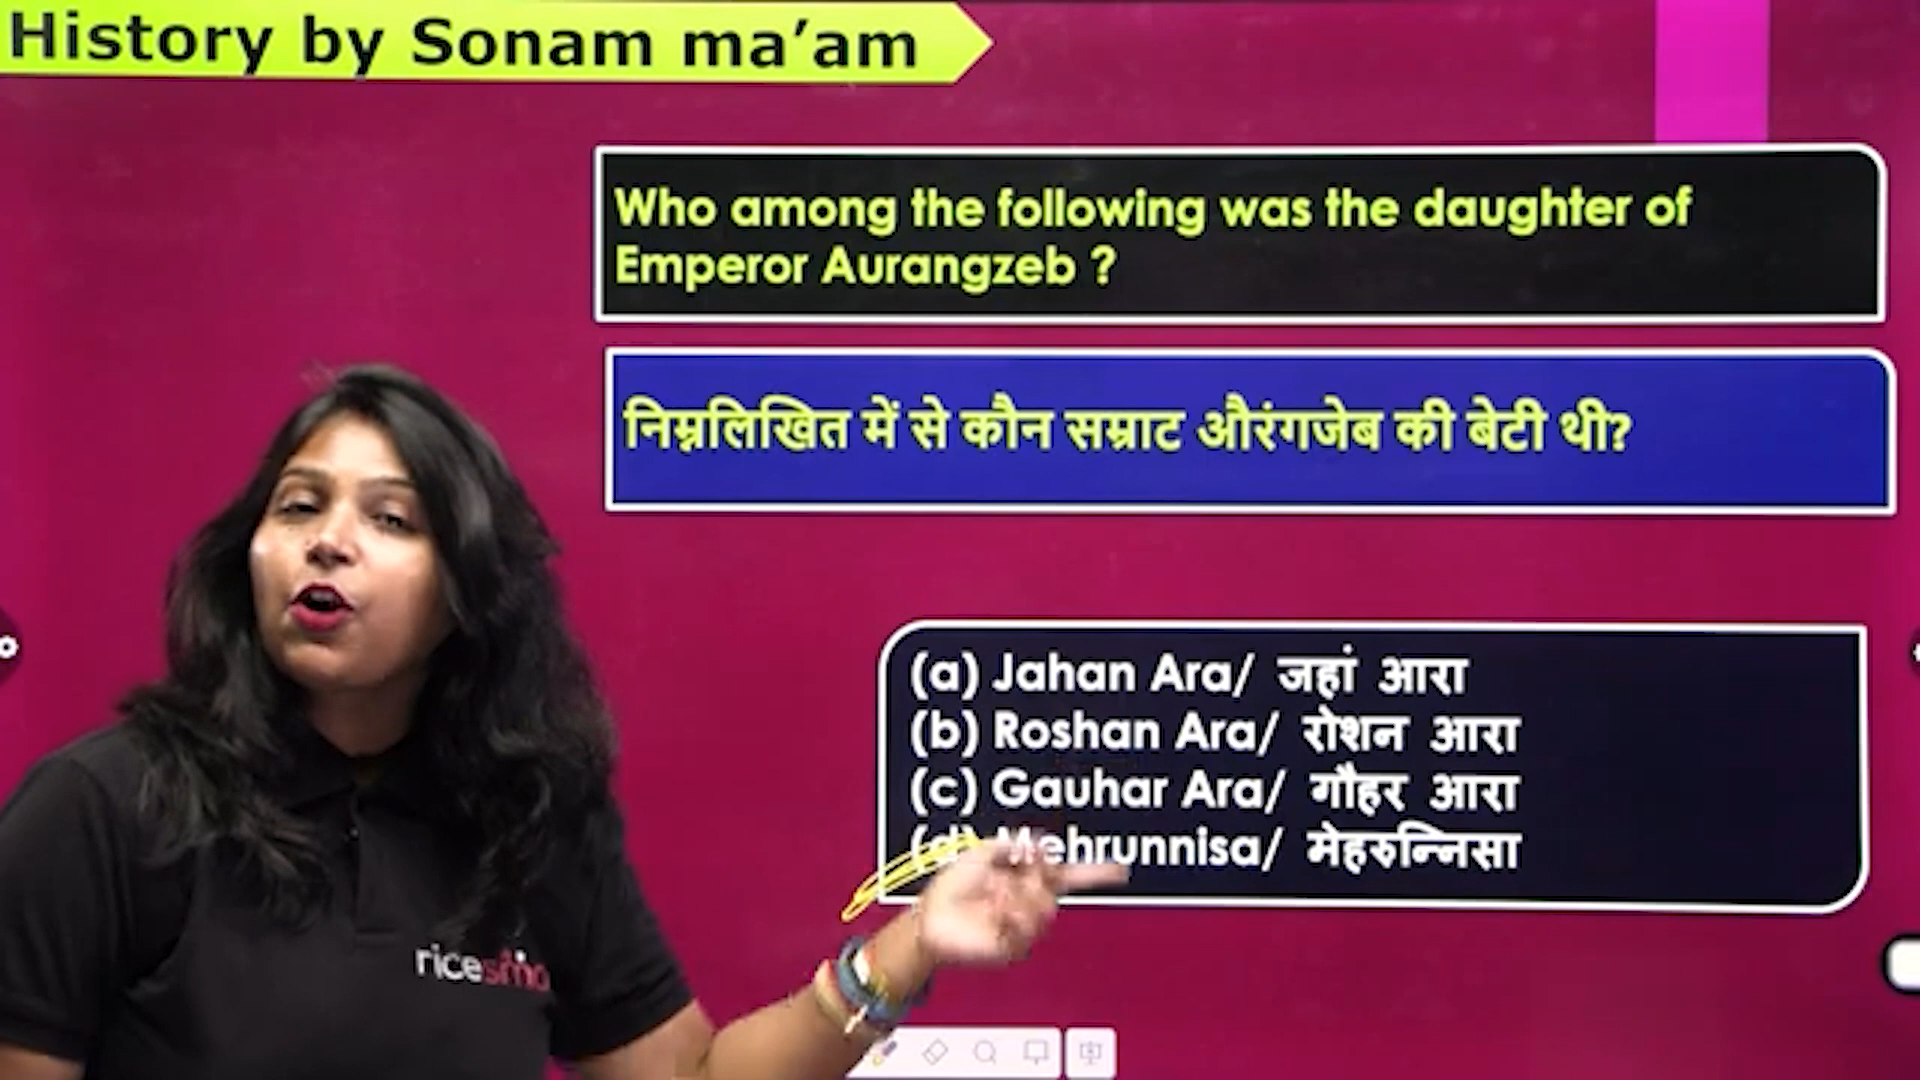 History by Sonam ma’am
Who among the following was the daughter of
Emperor Aurangzeb ?
निम्नलिखित में से कौन सम्राट औरंगजेब की बेटी थी?
(a) Jahan Ara/ जहां आरा
(b) Roshan Ara/ रोशन आरा
(c) Gauhar Ara/ गौहर आरा
(d) Mehrunnisa/ मेहरुन्निसा
rice